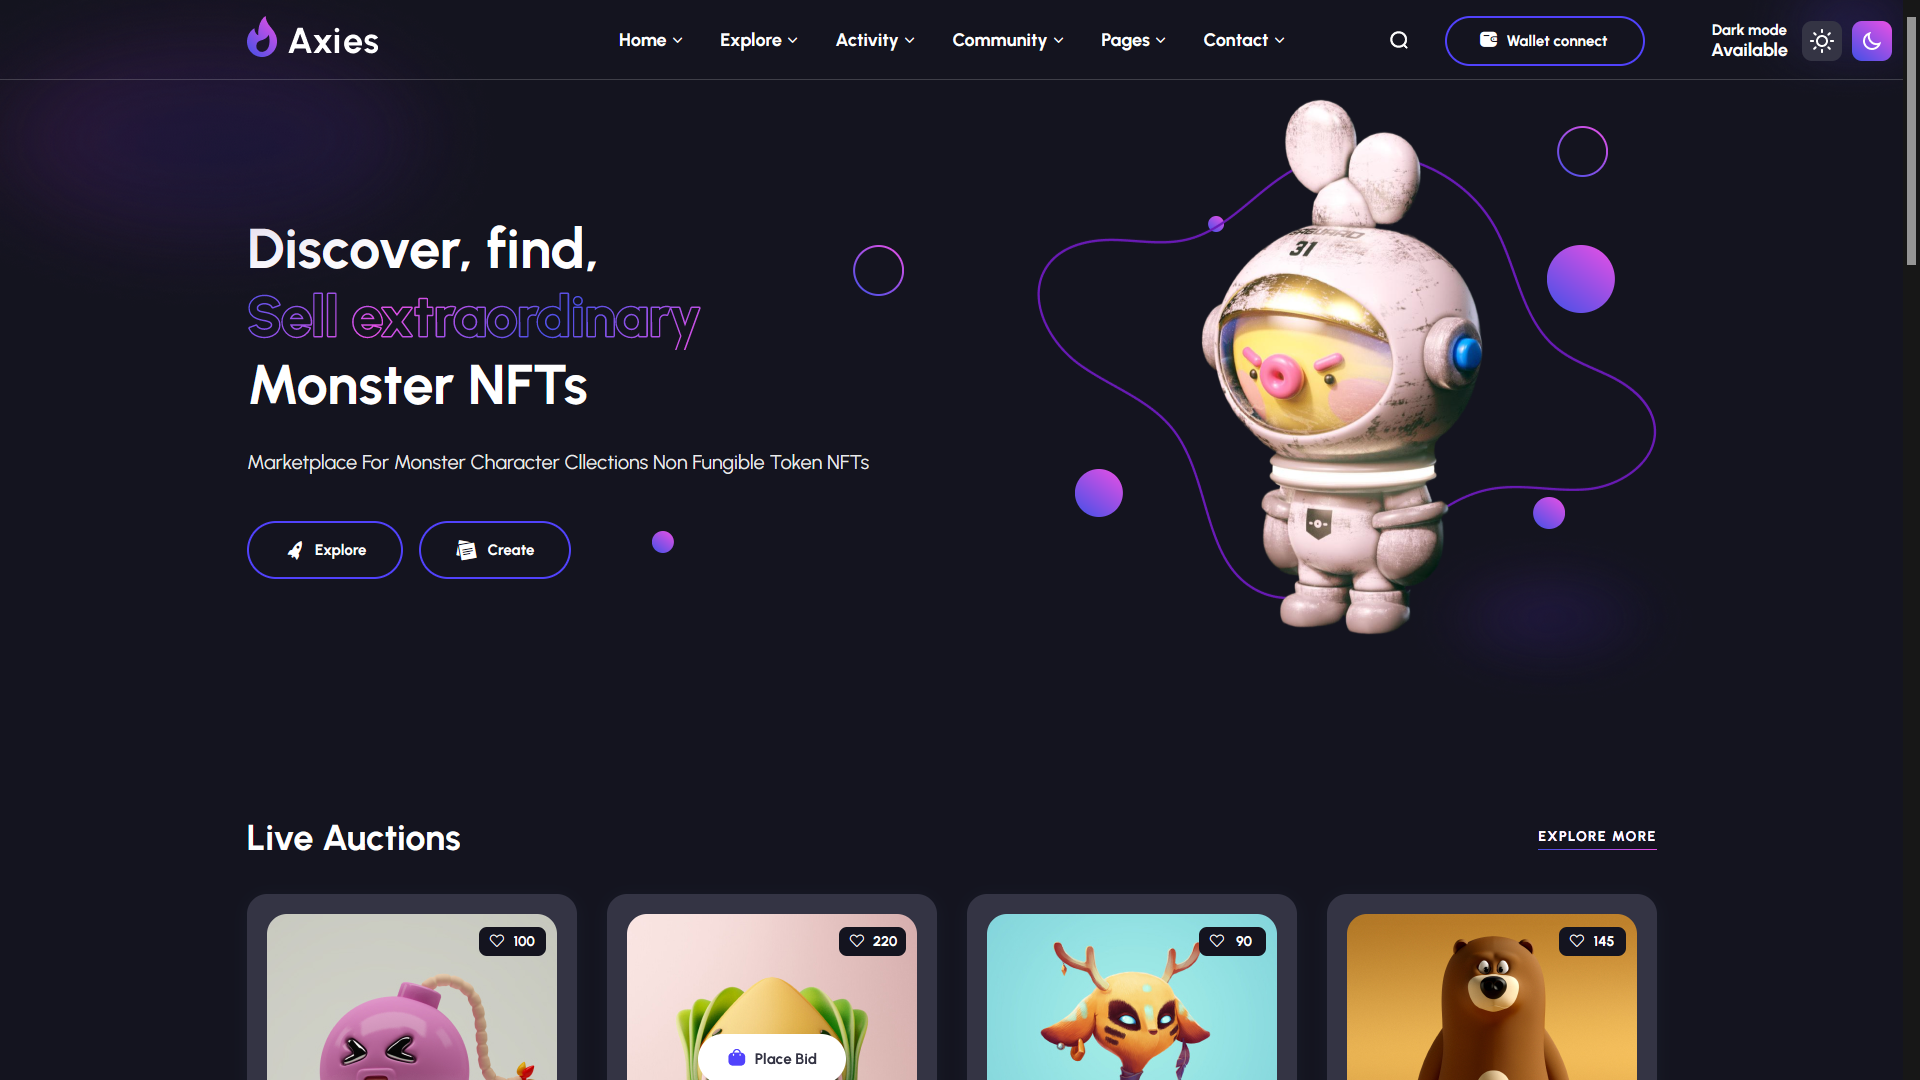 Axies
Home
Explore
Activity
Community
Pages
Contact
Wallet connect
Dark mode
Available
Discover, find,
Sell extraordinary
Monster NFTs
Marketplace For Monster Character Cllections Non Fungible Token NFTs
Explore
Create
31
Live Auctions
EXPLORE MORE
100
220
90
145
Place Bid